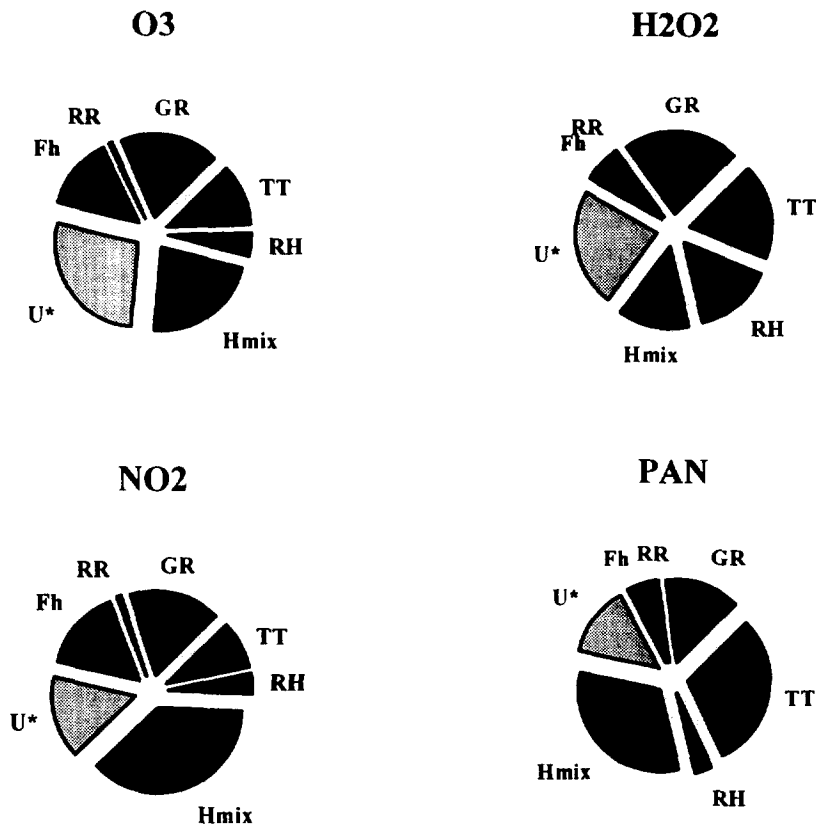 O3
GR
RR
Fh
TT
RH
U*
Hmix
H2O2
GR
RR
Fh
TT
U*
RH
Hmix
NO2
GR
RR
Fh
TT
RH
U*
Hmix
PAN
Fh RR GR
U*
TT
Hmix
RH